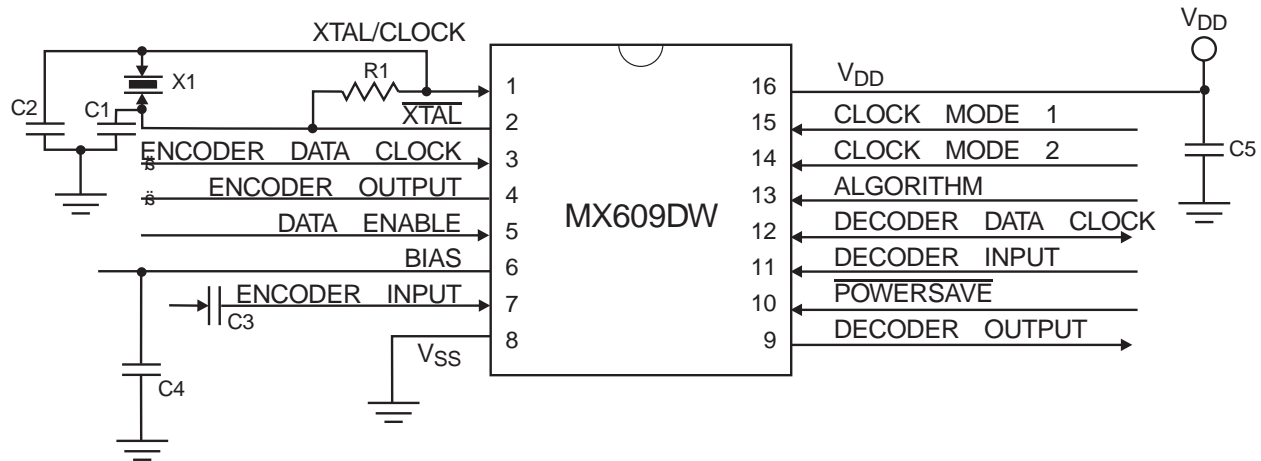 XTAL/CLOCK
VDD
R1
X1
VDD
1
16
C2
C1
XTAL
CLOCK MODE 1
2
15
ENCODER DATA CLOCK
CLOCK MODE 2
C5
3
14
ENCODER OUTPUT
ALGORITHM
4
13
MX609DW
DATA ENABLE
DECODER DATA CLOCK
5
12
BIAS
DECODER INPUT
6
11
ENCODER INPUT
POWERSAVE
7
10
C3
DECODER OUTPUT
VSS
8
9
C4